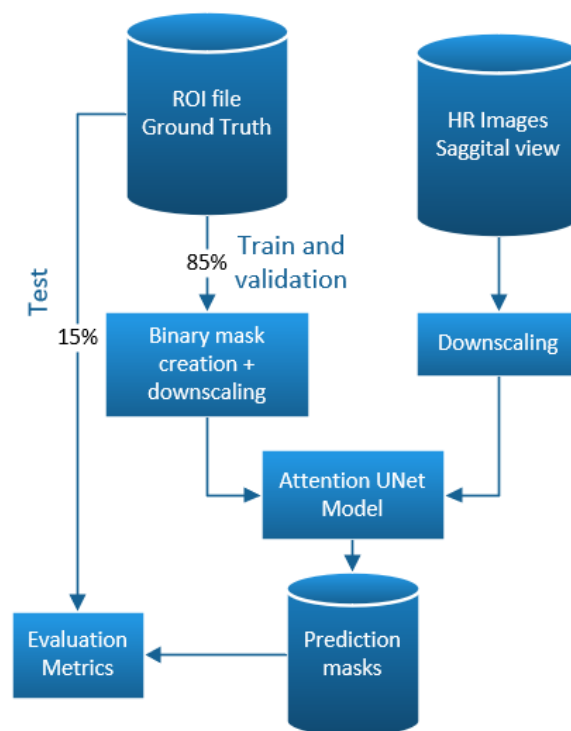 ROI file
Ground Truth
HR Images
Saggital view
Train and
validation
85%
Test
15%
Binary mask
creation +
downscaling
Downscaling
Attention UNet
Model
Prediction
masks
Evaluation
Metrics